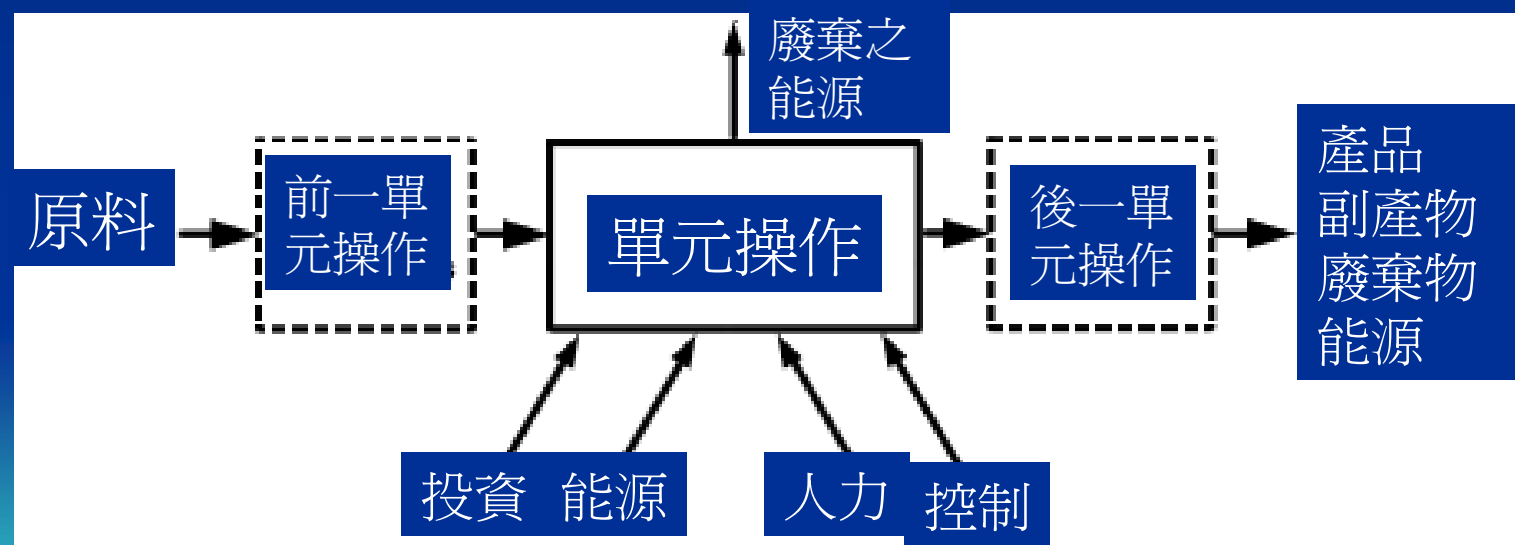 廢棄之
能源
原料
前一單
元操作
單元操作
後一單
元操作
產品
副產物
廢棄物
能源
投資 能源
人力
控制